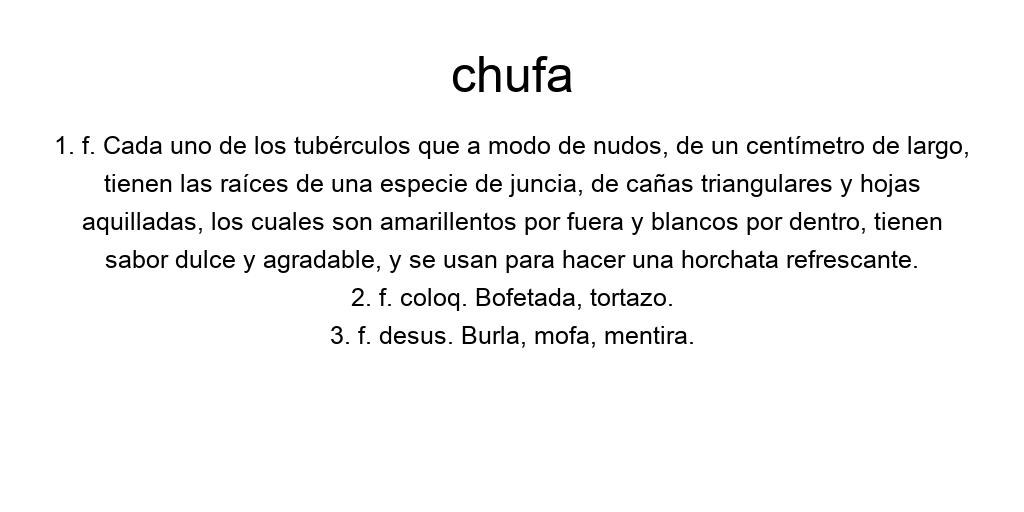 chufa
1. f. Cada uno de los tubérculos que a modo de nudos, de un centímetro de largo,
tienen las raíces de una especie de juncia, de cañas triangulares y hojas
aquilladas, los cuales son amarillentos por fuera y blancos por dentro, tienen
sabor dulce y agradable, y se usan para hacer una horchata refrescante.
2. f. coloq. Bofetada, tortazo.
3. f. desus. Burla, mofa, mentira.